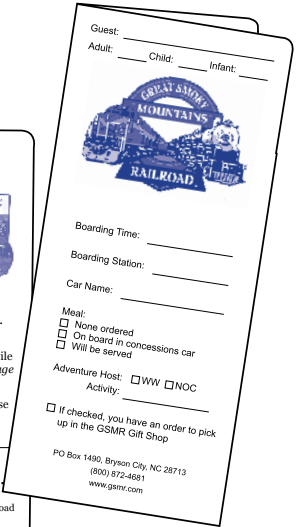 Guest:
Adult: Child: Infant:
GREAT SMOKY
MOUNTAINS
RAILROAD
Boarding Time:
Boarding Station:
Car Name:
Meal:
None ordered
On board in concessions car
Will be served
Adventure Host: WW NOC
Activity:
If checked, you have an order to pick
up in the GSMR Gift Shop
PO Box 1490, Bryson City, NC 28713
(800) 872-4681
www.gsmr.com